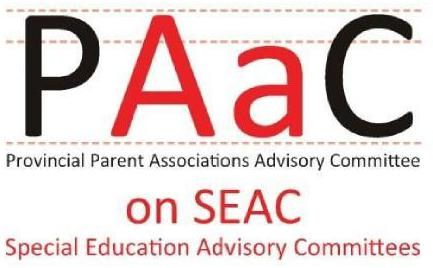 PAaC
Provincial Parent Associations Advisory Committee
on SEAC
Special Education Advisory Committees